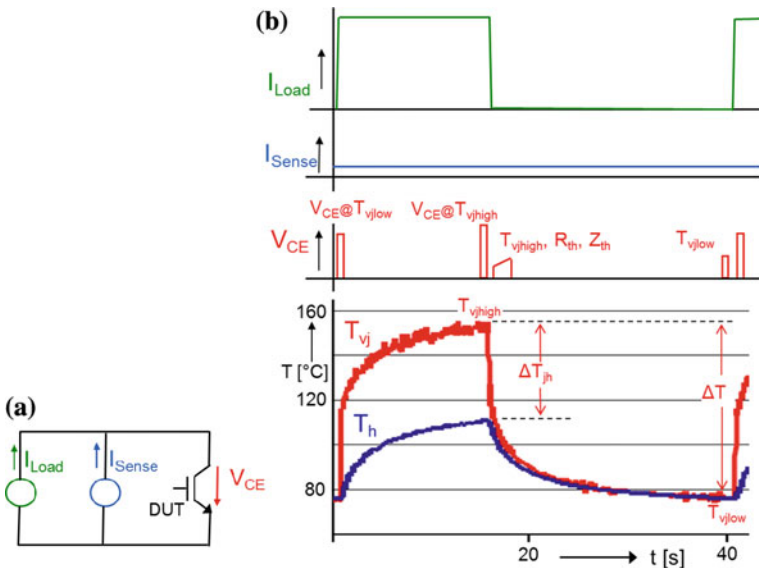 (b)
I_Load
I_Sense
V_CE@T_vjlow
V_CE@T_vjhigh
V_CE
T_vjhigh, R_th, Z_th
T_vjlow
160
T_vj
T_vjhigh
T [°C]
ΔT_jh
ΔT
120
T_h
80
T_vjlow
20
t [s]
40
(a)
I_Load
I_Sense
V_CE
DUT